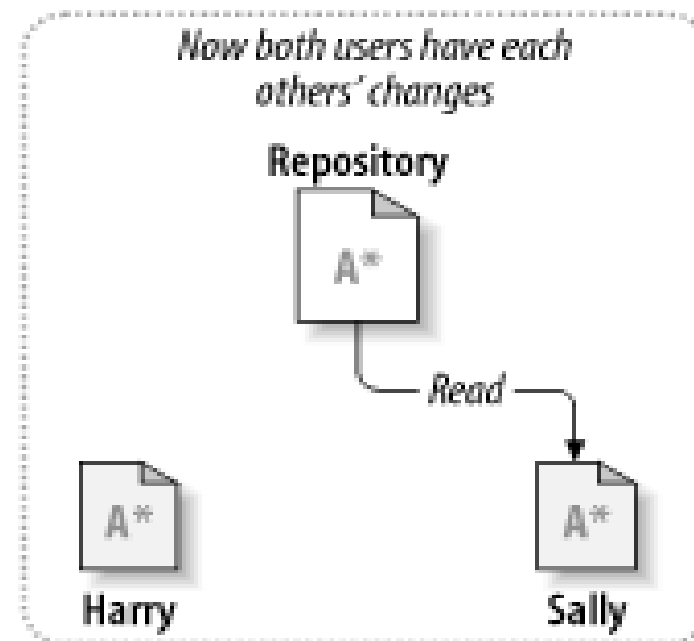 Now both users have each
others' changes
Repository
A*
Read
A*
A*
Harry
Sally